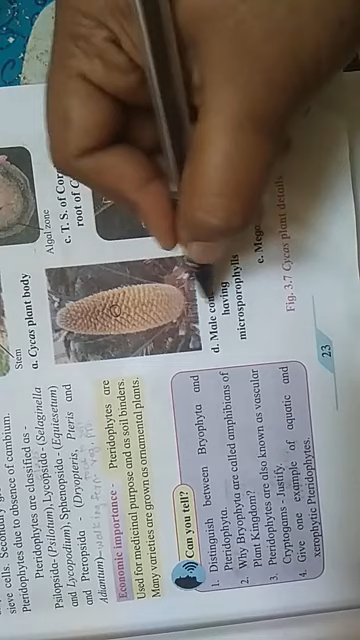 sieve cells.
Pteridophytes due to absence of cambium.
Pteridophytes are classified as -
Psilopsida- (Psilotum), Lycopsida - (Selaginella
and Lycopodium), Sphenopsida - (Equisetum)
and Pteropsida - (Dryopteris, Pteris and
Adiantum)
Economic importance - Pteridophytes are
Used for medicinal purpose and as soil binders.
Many varieties are grown as ornamental plants.
Can you tell?
1. Distinguish between Bryophyta and
Pteridophyta.
2. Why Bryophyta are called amphibians of
Plant Kingdom?
3. Pteridophytes are also known as vascular
Cryptogams - Justify.
4. Give one example of aquatic and
xerophytic Pteridophytes.
Stem
a. Cycas plant body
Algal zone
c. T. S. of
root of
d. Male
having
microsporophylls
e.
Fig. 3.7 Cycas plant details
23